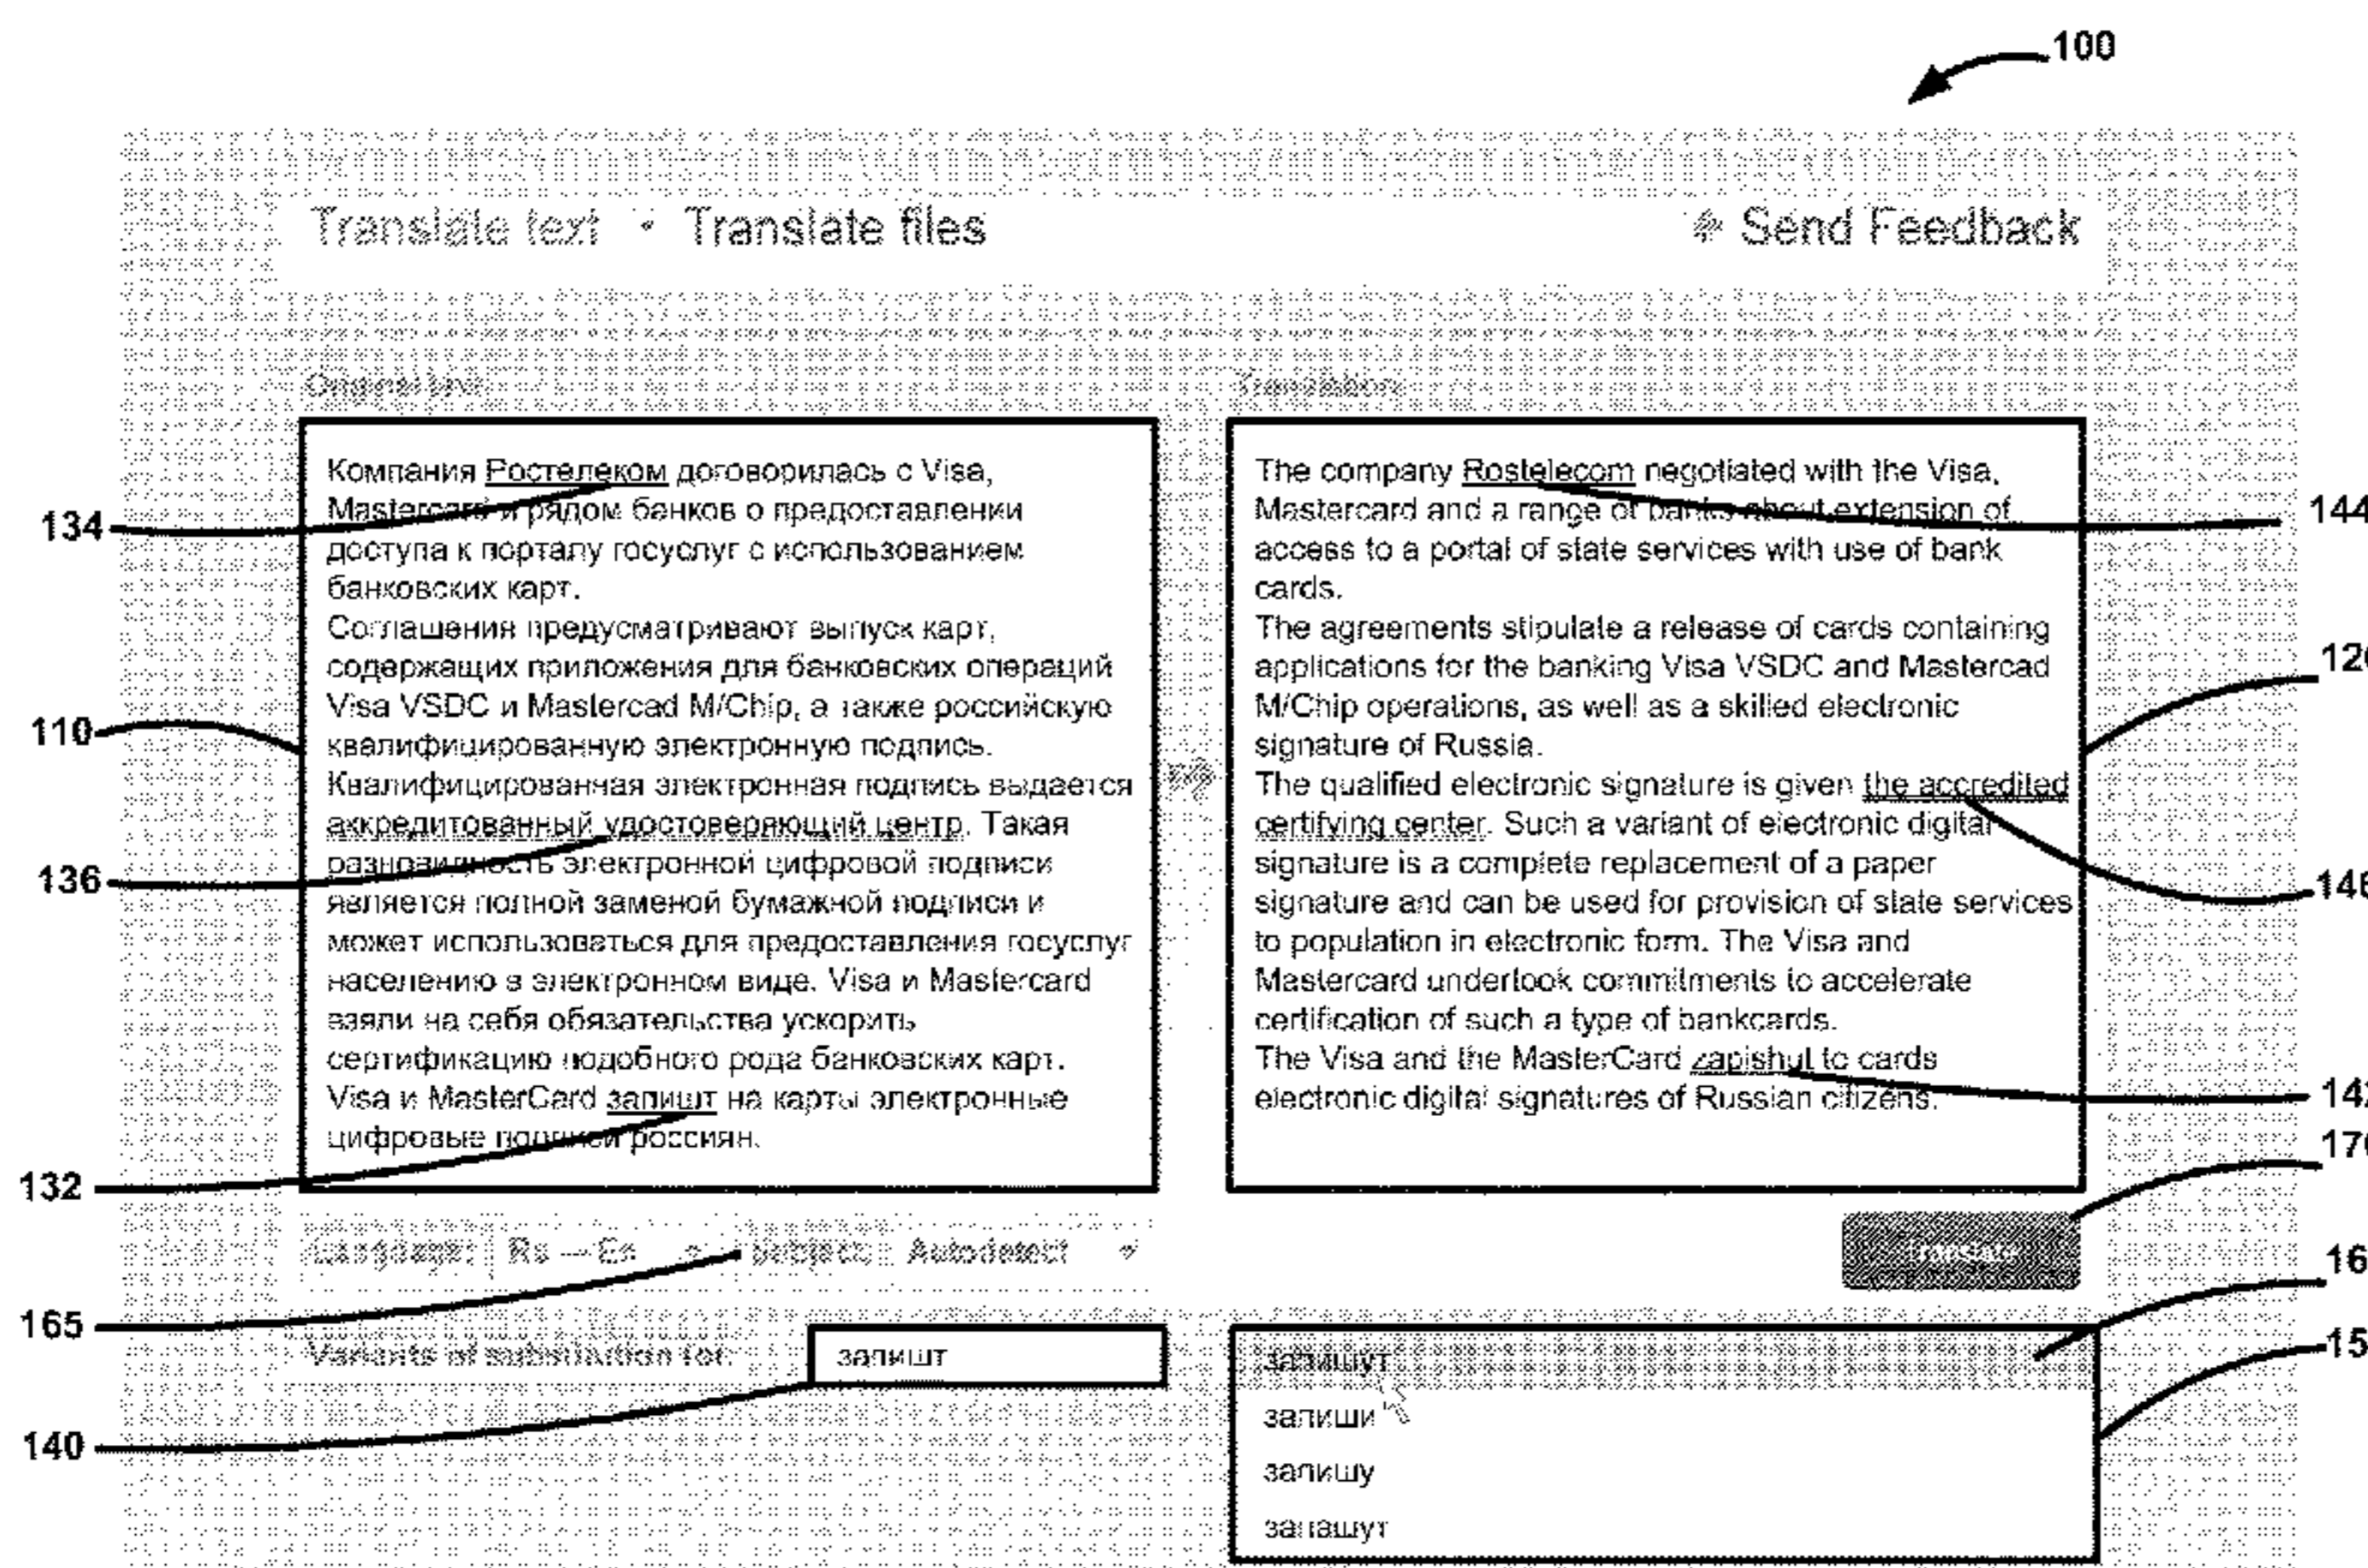 100
Translate text • Translate files
Send Feedback
Original text
Translation
Компания Ростелеком договорилась с Visa,
Mastercard и рядом банков о предоставлении
доступа к порталу госуслуг с использованием
банковских карт.
Соглашения предусматривают выпуск карт,
содержащих приложения для банковских операций
Visa VSDC и Mastercad M/Chip, а также российскую
квалифицированную электронную подпись.
Квалифицированная электронная подпись выдается
аккредитованный удостоверяющий центр. Такая
разновидность электронной цифровой подписи
является полной заменой бумажной подписи и
может использоваться для предоставления госуслуг
населению в электронном виде. Visa и Mastercard
взяли на себя обязательства ускорить
сертификацию подобного рода банковских карт.
Visa и MasterCard запишт на карты электронные
цифровые подписи россиян.
The company Rostelecom negotiated with the Visa,
Mastercard and a range of banks about extension of
access to a portal of state services with use of bank
cards.
The agreements stipulate a release of cards containing
applications for the banking Visa VSDC and Mastercad
M/Chip operations, as well as a skilled electronic
signature of Russia.
The qualified electronic signature is given the accredited
certifying center. Such a variant of electronic digital
signature is a complete replacement of a paper
signature and can be used for provision of state services
to population in electronic form. The Visa and
Mastercard undertook commitments to accelerate
certification of such a type of bankcards.
The Visa and the MasterCard zapishut to cards
electronic digital signatures of Russian citizens.
134
110
136
132
165
140
144
Language: Ru — En Subject: Autodetect
Translate
Variants of substitution for: запишт
запишут
запиши
запишу
запашут